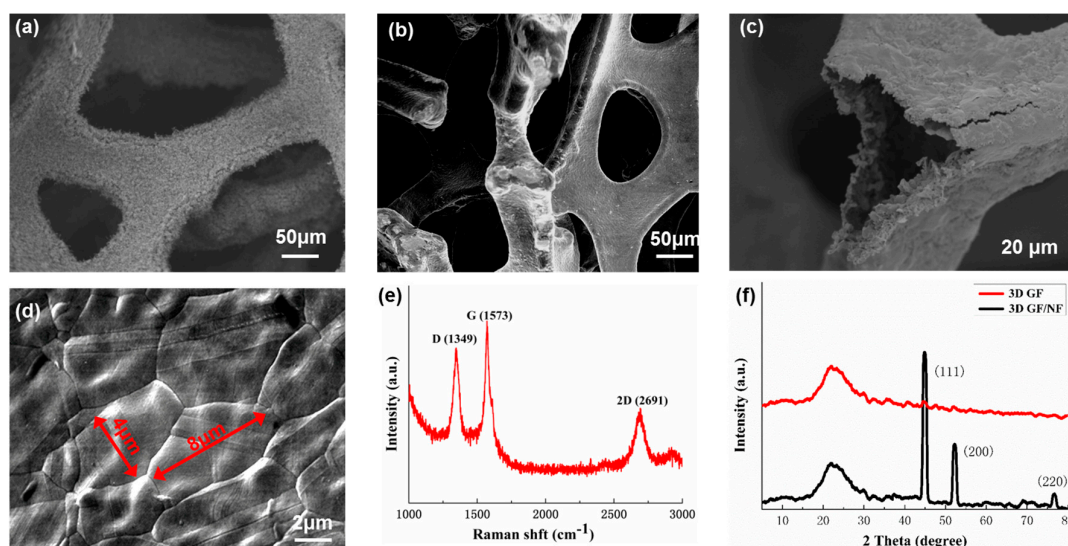 (a)
50µm
(b)
50µm
(c)
20 µm
(d)
4µm
8µm
2µm
(e)
D (1349)
G (1573)
2D (2691)
Intensity (a.u.)
1000 1500 2000 2500 3000
Raman shft (cm⁻¹)
(f)
3D GF
3D GF/NF
(111)
(200)
(220)
Intensity (a.u.)
10 20 30 40 50 60 70 80
2 Theta (degree)